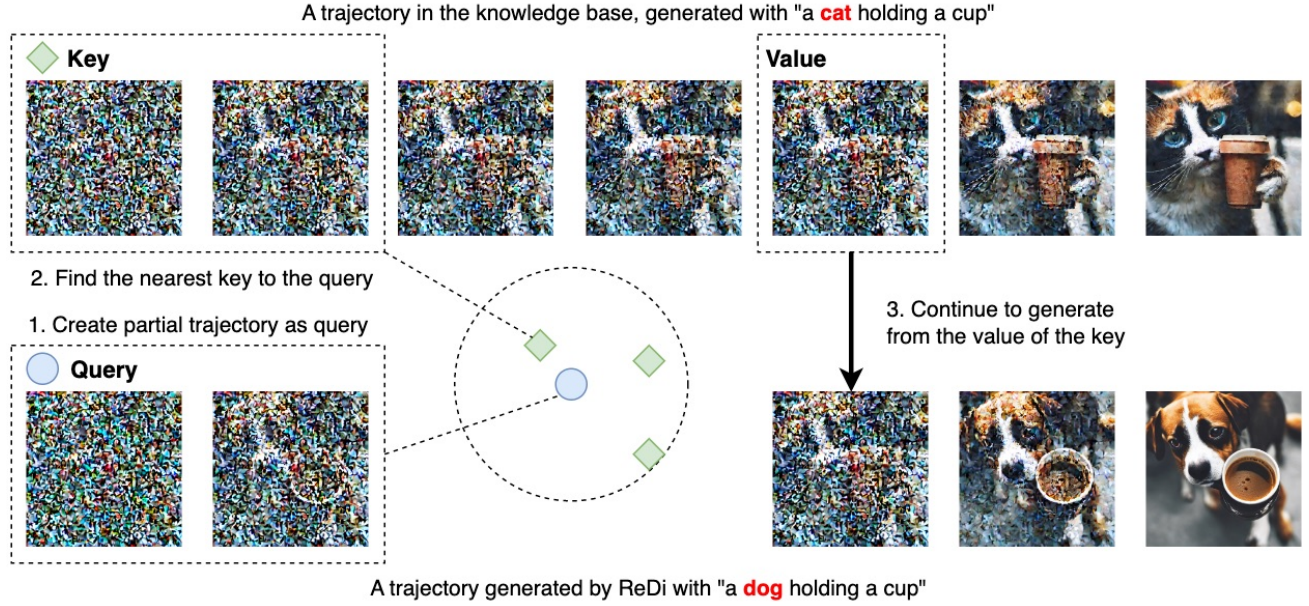 A trajectory in the knowledge base, generated with "a cat holding a cup"
Key
Value
2. Find the nearest key to the query
1. Create partial trajectory as query
3. Continue to generate
from the value of the key
Query
A trajectory generated by ReDi with "a dog holding a cup"